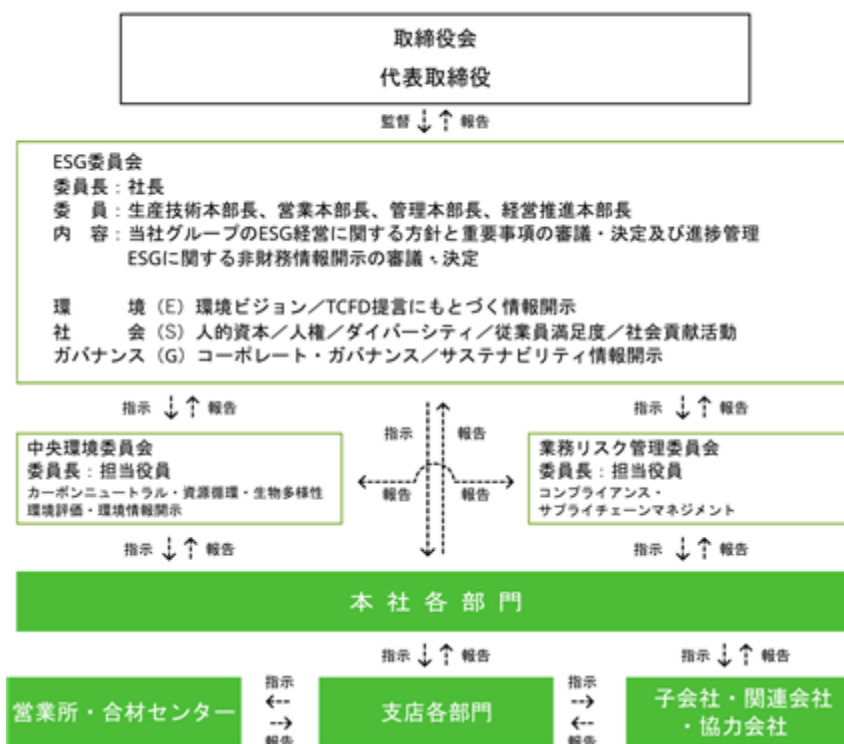 取締役会
代表取締役
監督 報告
ESG委員会
委員長：社長
委　員：生産技術本部長、営業本部長、管理本部長、経営推進本部長
内　容：当社グループのESG経営に関する方針と重要事項の審議・決定及び進捗管理
ESGに関する非財務情報開示の審議・決定
環　　境（E）環境ビジョン／TCFD提言にもとづく情報開示
社　　会（S）人的資本／人権／ダイバーシティ／従業員満足度／社会貢献活動
ガバナンス（G）コーポレート・ガバナンス／サステナビリティ情報開示
指示 報告
指示 報告
指示 報告
中央環境委員会
委員長：担当役員
カーボンニュートラル・資源循環・生物多様性
環境評価・環境情報開示
報告 報告
業務リスク管理委員会
委員長：担当役員
コンプライアンス・
サプライチェーンマネジメント
指示 報告
指示 報告
本社各部門
指示 報告
指示 報告
営業所・合材センター
指示
報告
支店各部門
指示
報告
子会社・関連会社
・協力会社